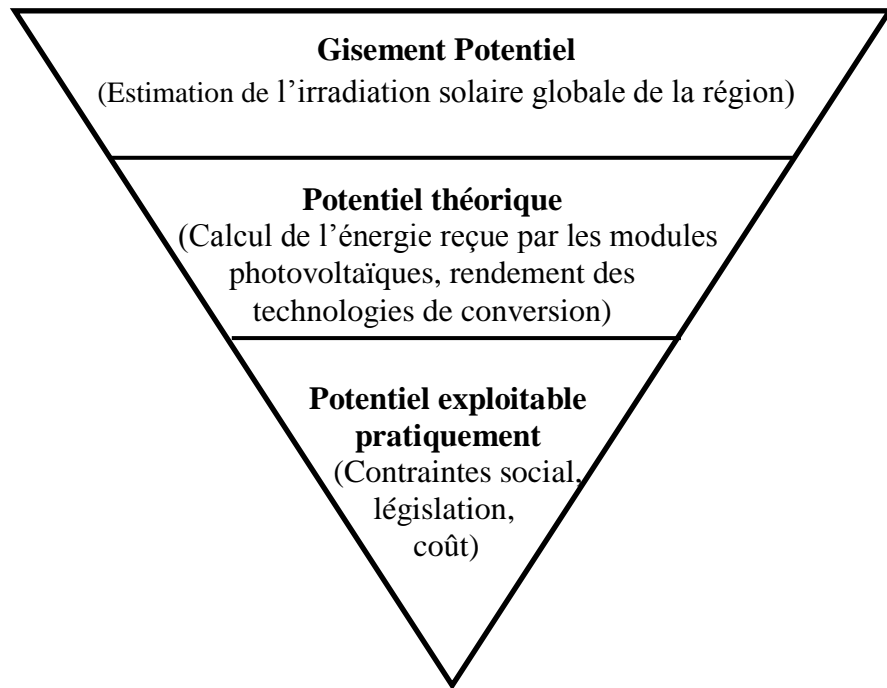 Gisement Potentiel
(Estimation de l’irradiation solaire globale de la région)
Potentiel théorique
(Calcul de l’énergie reçue par les modules
photovoltaïques, rendement des
technologies de conversion)
Potentiel exploitable
pratiquement
(Contraintes social,
législation,
coût)